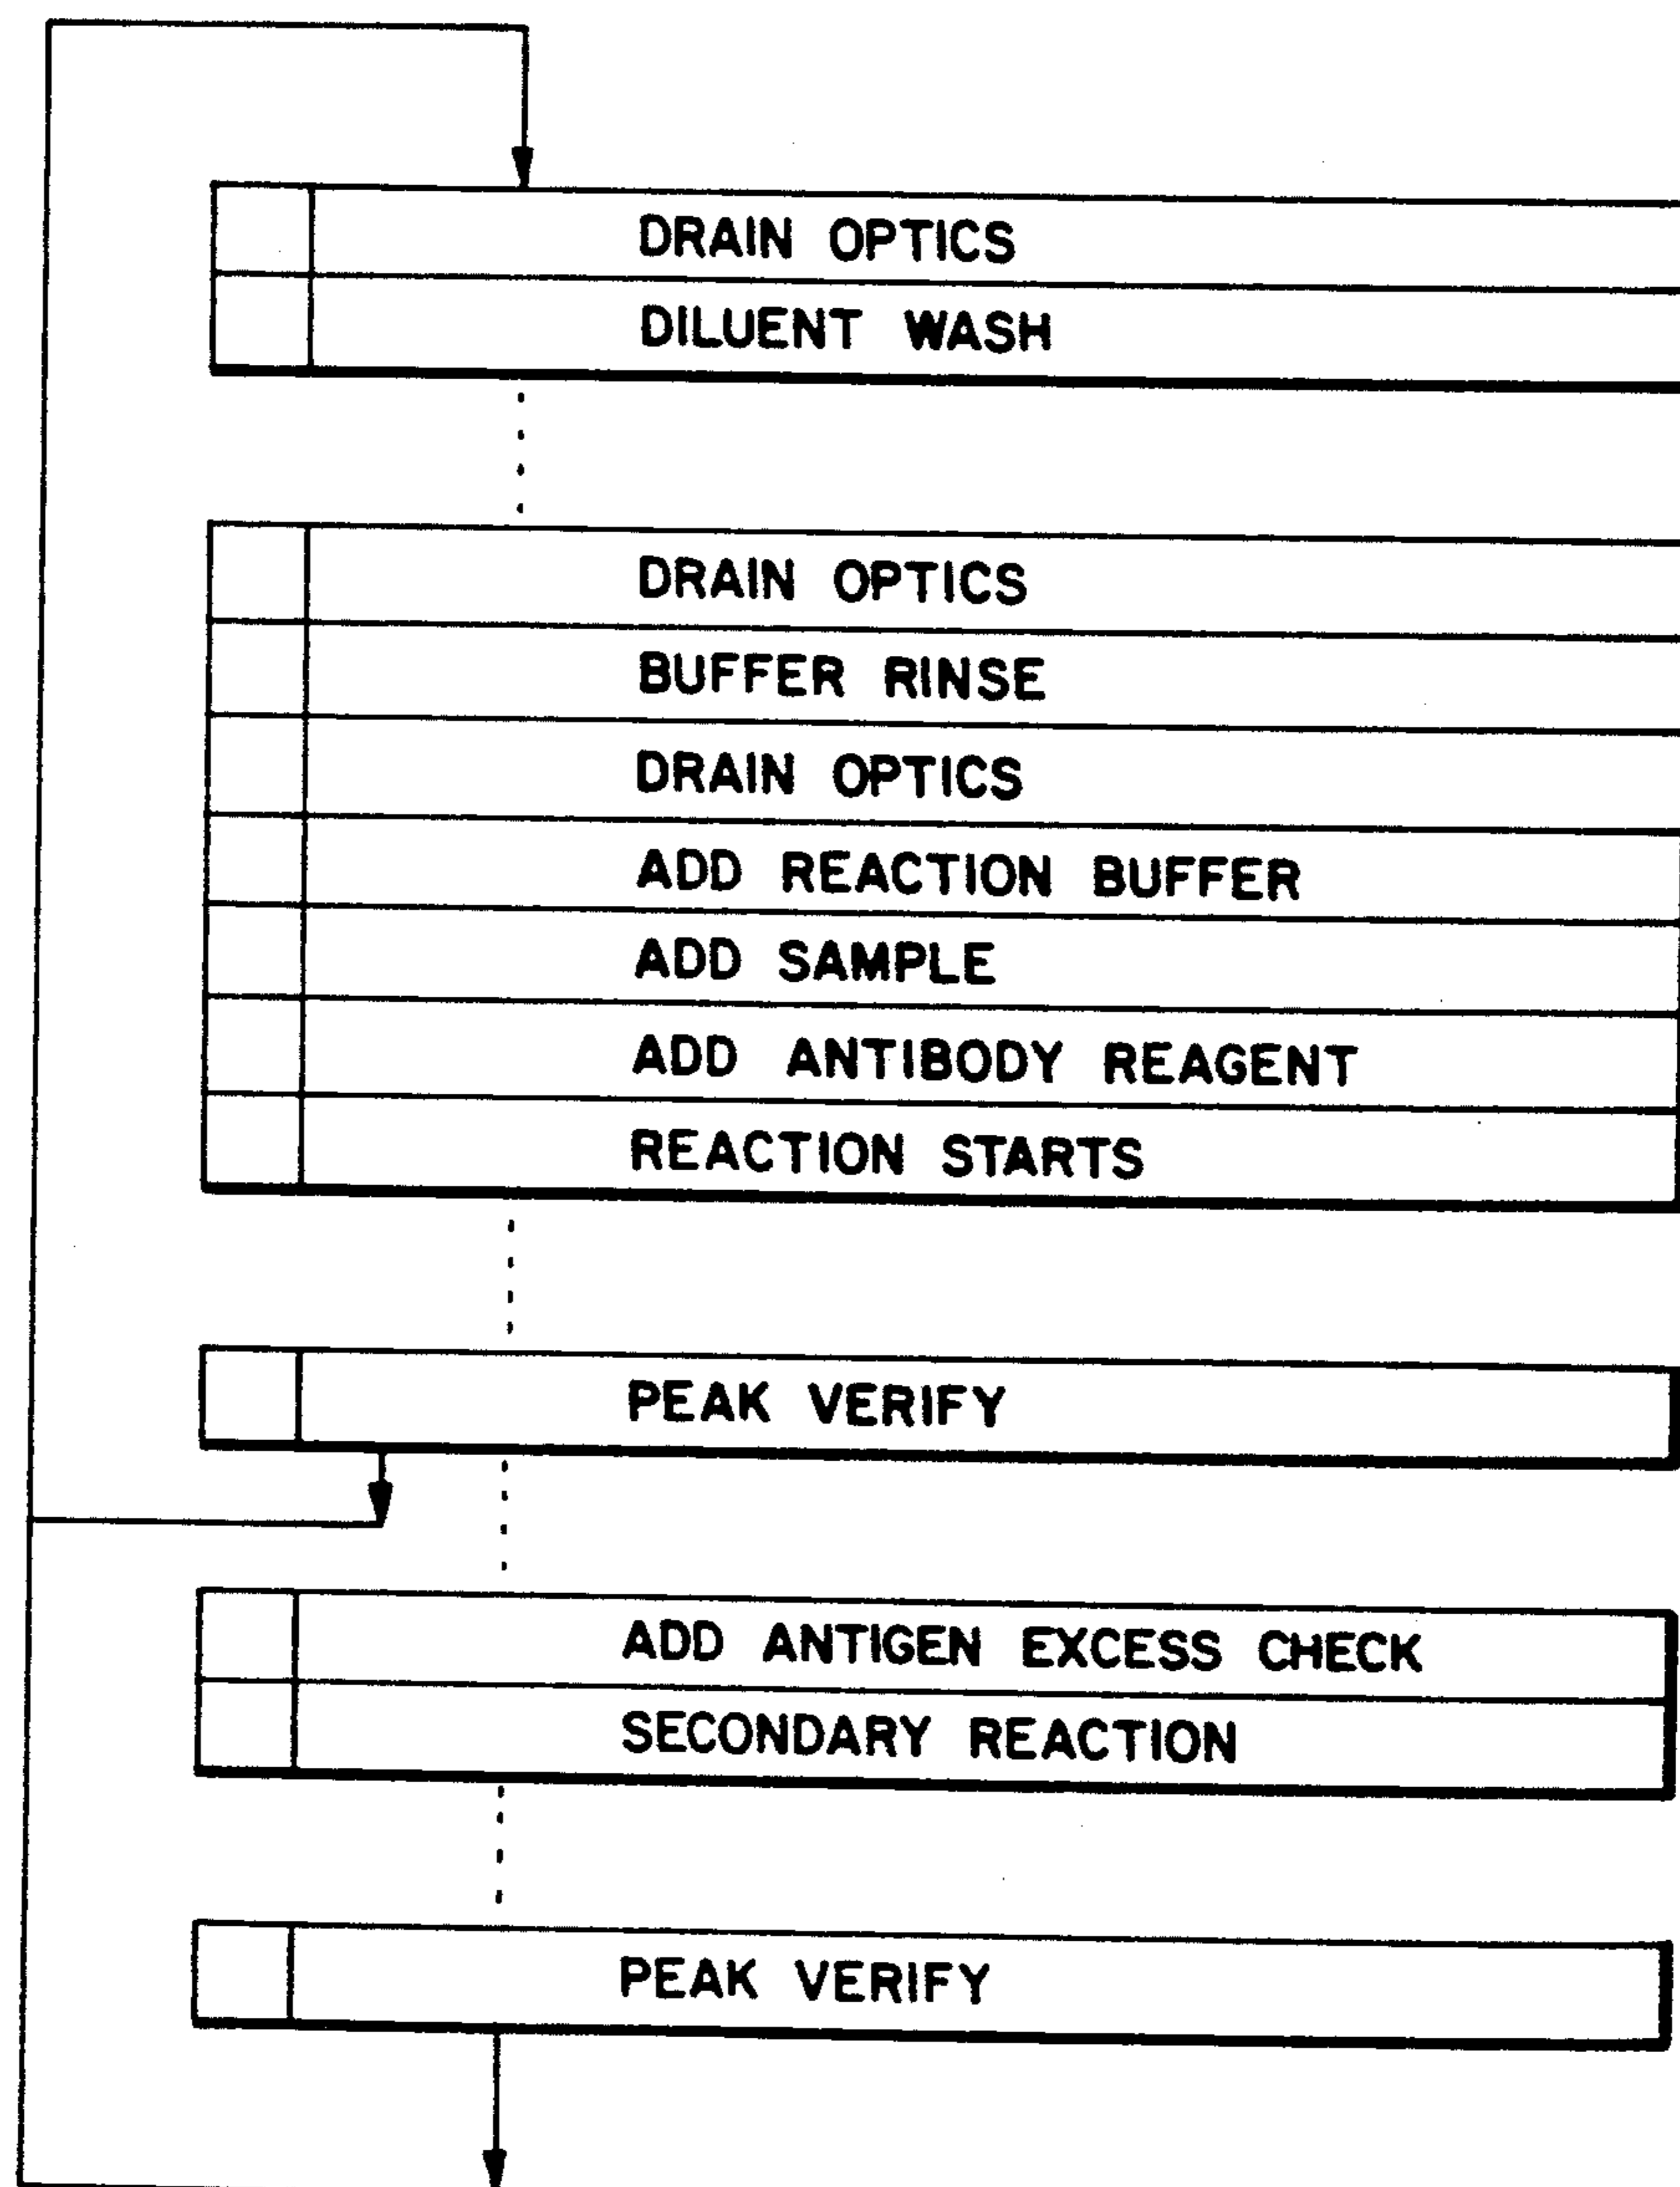 DRAIN OPTICS
DILUENT WASH
DRAIN OPTICS
BUFFER RINSE
DRAIN OPTICS
ADD REACTION BUFFER
ADD SAMPLE
ADD ANTIBODY REAGENT
REACTION STARTS
PEAK VERIFY
ADD ANTIGEN EXCESS CHECK
SECONDARY REACTION
PEAK VERIFY